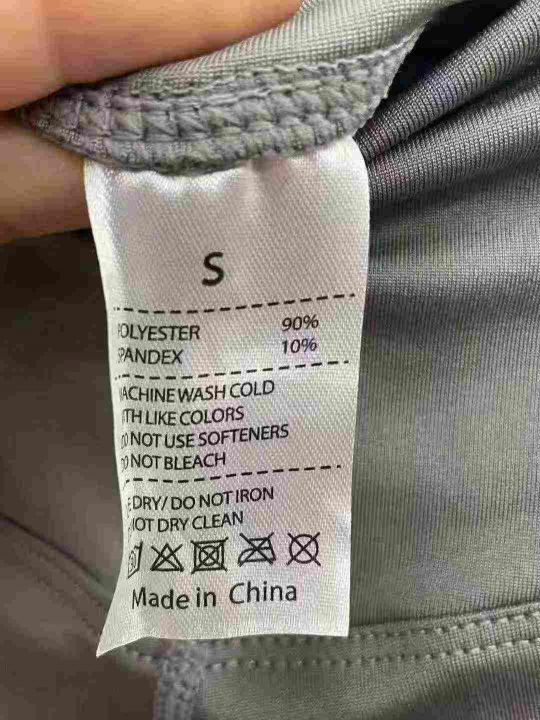 S
POLYESTER 90%
SPANDEX 10%
MACHINE WASH COLD
WITH LIKE COLORS
DO NOT USE SOFTENERS
DO NOT BLEACH
DRY/ DO NOT IRON
NOT DRY CLEAN
Made in China